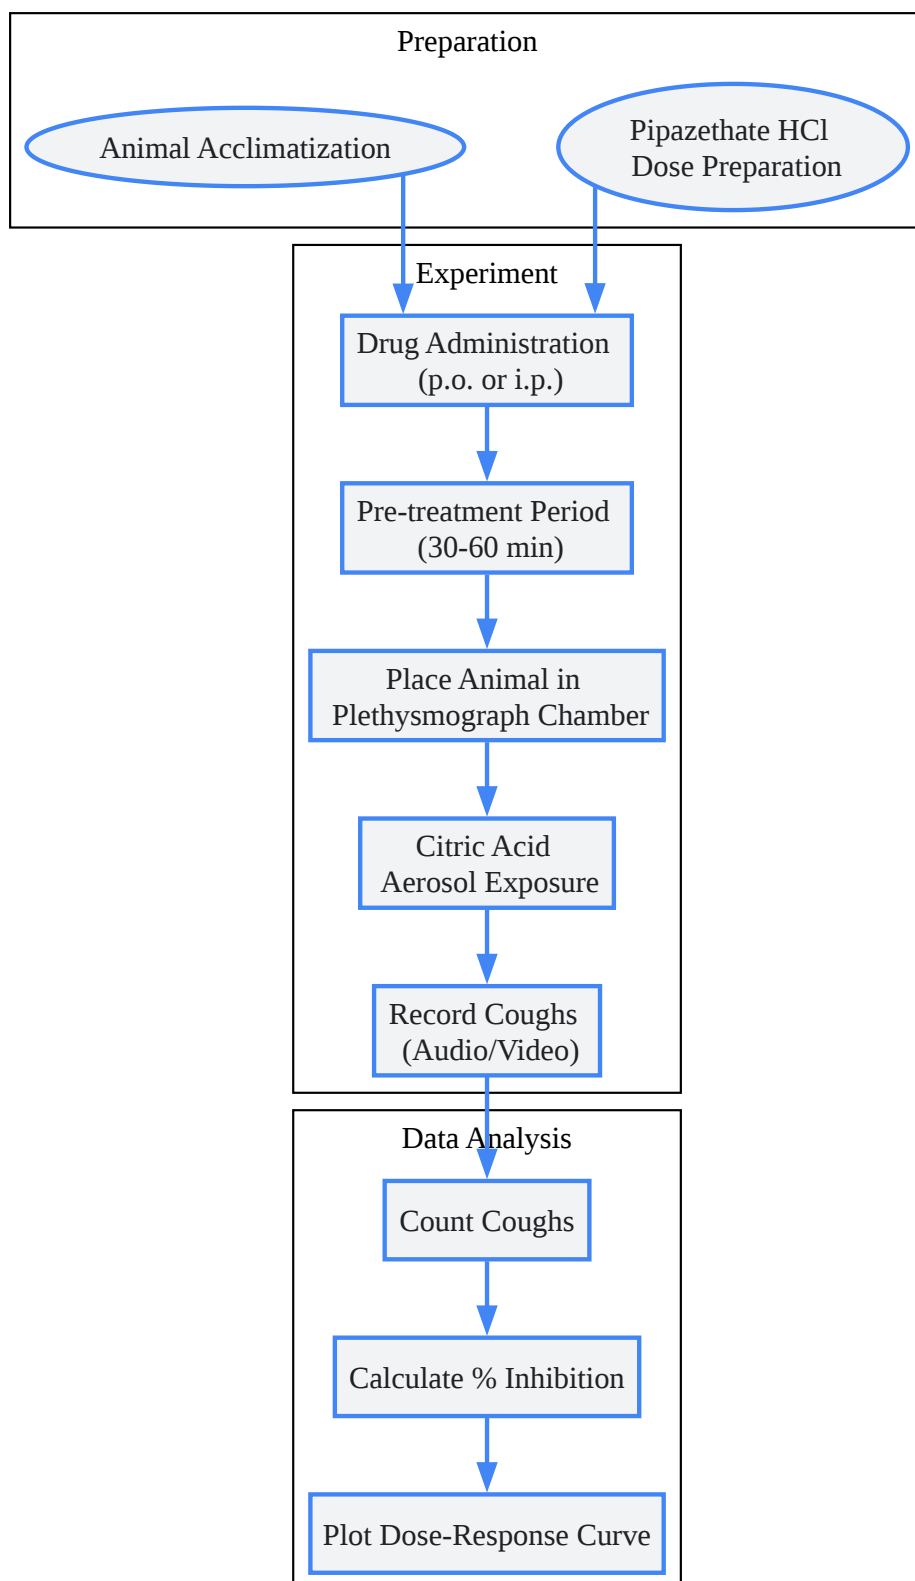 Preparation
Animal Acclimatization
Pipazethate HCl
Dose Preparation
Experiment
Drug Administration
(p.o. or i.p.)
Pre-treatment Period
(30-60 min)
Place Animal in
Plethysmograph Chamber
Citric Acid
Aerosol Exposure
Record Coughs
(Audio/Video)
Data Analysis
Count Coughs
Calculate % Inhibition
Plot Dose-Response Curve